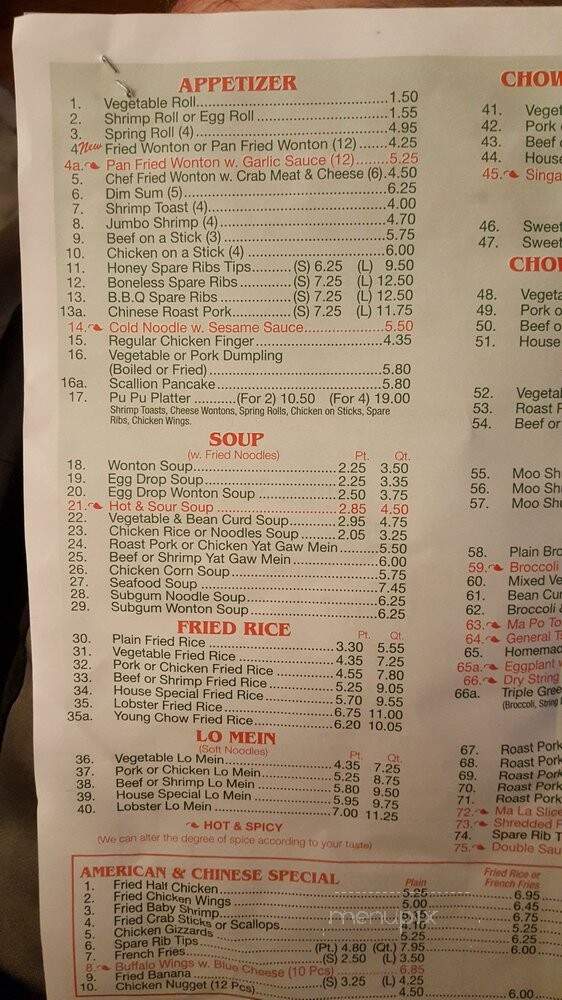 APPETIZER
1. Vegetable Roll 1.50
2. Shrimp Roll or Egg Roll 1.55
3. Spring Roll (4) 4.95
4. New Fried Wonton or Pan Fried Wonton (12) 4.25
4a. Pan Fried Wonton w. Garlic Sauce (12) 5.25
5. Chef Fried Wonton w. Crab Meat & Cheese (6) 4.50
6. Dim Sum (5) 6.25
7. Shrimp Toast (4) 4.00
8. Jumbo Shrimp (4) 4.70
9. Beef on a Stick (3) 5.75
10. Chicken on a Stick (4) 6.00
11. Honey Spare Ribs Tips (S) 6.25 (L) 9.50
12. Boneless Spare Ribs (S) 7.25 (L) 12.50
13. B.B.Q Spare Ribs (S) 7.25 (L) 12.50
13a. Chinese Roast Pork (S) 7.25 (L) 11.75
14. Cold Noodle w. Sesame Sauce 5.50
15. Regular Chicken Finger 4.35
16. Vegetable or Pork Dumpling
(Boiled or Fried) 5.80
16a. Scallion Pancake 5.80
17. Pu Pu Platter (For 2) 10.50 (For 4) 19.00
Shrimp Toasts, Cheese Wontons, Spring Rolls, Chicken on Sticks, Spare
Ribs, Chicken Wings.
SOUP
(w. Fried Noodles) Pt. Qt.
18. Wonton Soup 2.25 3.50
19. Egg Drop Soup 2.25 3.35
20. Egg Drop Wonton Soup 2.50 3.75
21. Hot & Sour Soup 2.85 4.50
22. Vegetable & Bean Curd Soup 2.95 4.75
23. Chicken Rice or Noodles Soup 2.05 3.25
24. Roast Pork or Chicken Yat Gaw Mein 5.50
25. Beef or Shrimp Yat Gaw Mein 6.00
26. Chicken Corn Soup 5.75
27. Seafood Soup 7.45
28. Subgum Noodle Soup 6.25
29. Subgum Wonton Soup 6.25
FRIED RICE Pt. Qt.
30. Plain Fried Rice 3.30 5.55
31. Vegetable Fried Rice 4.35 7.25
32. Pork or Chicken Fried Rice 4.55 7.80
33. Beef or Shrimp Fried Rice 5.25 9.05
34. House Special Fried Rice 5.70 9.55
35. Lobster Fried Rice 6.75 11.00
35a. Young Chow Fried Rice 6.20 10.05
LO MEIN
(Soft Noodles) Pt. Qt.
36. Vegetable Lo Mein 4.35 7.25
37. Pork or Chicken Lo Mein 5.25 8.75
38. Beef or Shrimp Lo Mein 5.80 9.50
39. House Special Lo Mein 5.95 9.75
40. Lobster Lo Mein 7.00 11.25
HOT & SPICY
(We can alter the degree of spice according to your taste)
AMERICAN & CHINESE SPECIAL
Plain Fried Rice or
French Fries
1. Fried Half Chicken 5.25 6.95
2. Fried Chicken Wings 5.00 6.45
3. Fried Baby Shrimp 6.75
4. Fried Crab Sticks or Scallops 6.25
5. Chicken Gizzards 5.25 6.00
6. Spare Rib Tips (Pt.) 4.80 (Qt.) 7.95
7. French Fries (S) 2.50 (L) 3.50
8. Buffalo Wings w. Blue Cheese (10 Pcs) 6.85
9. Fried Banana (S) 3.25 (L) 4.25
10. Chicken Nugget (12 Pcs) 4.50 6.00
menupix
CHOW
41. Veget
42. Pork
43. Beef
44. House
45. Singa
46. Sweet
47. Sweet
CHO
48. Vegeta
49. Pork o
50. Beef o
51. House
52. Vegetal
53. Roast F
54. Beef or
55. Moo Sh
56. Moo Sh
57. Moo Sh
58. Plain Bro
59. Broccoli
60. Mixed Ve
61. Bean Cur
62. Broccoli
63. Ma Po To
64. General T
65. Homemad
65a. Eggplant
66. Dry String
66a. Triple Gree
(Broccoli, String
67. Roast Pork
68. Roast Pork
69. Roast Pork
70. Roast Pork
71. Roast Pork
72. Ma La Slice
73. Shredded
74. Spare Rib T
75. Double Sau